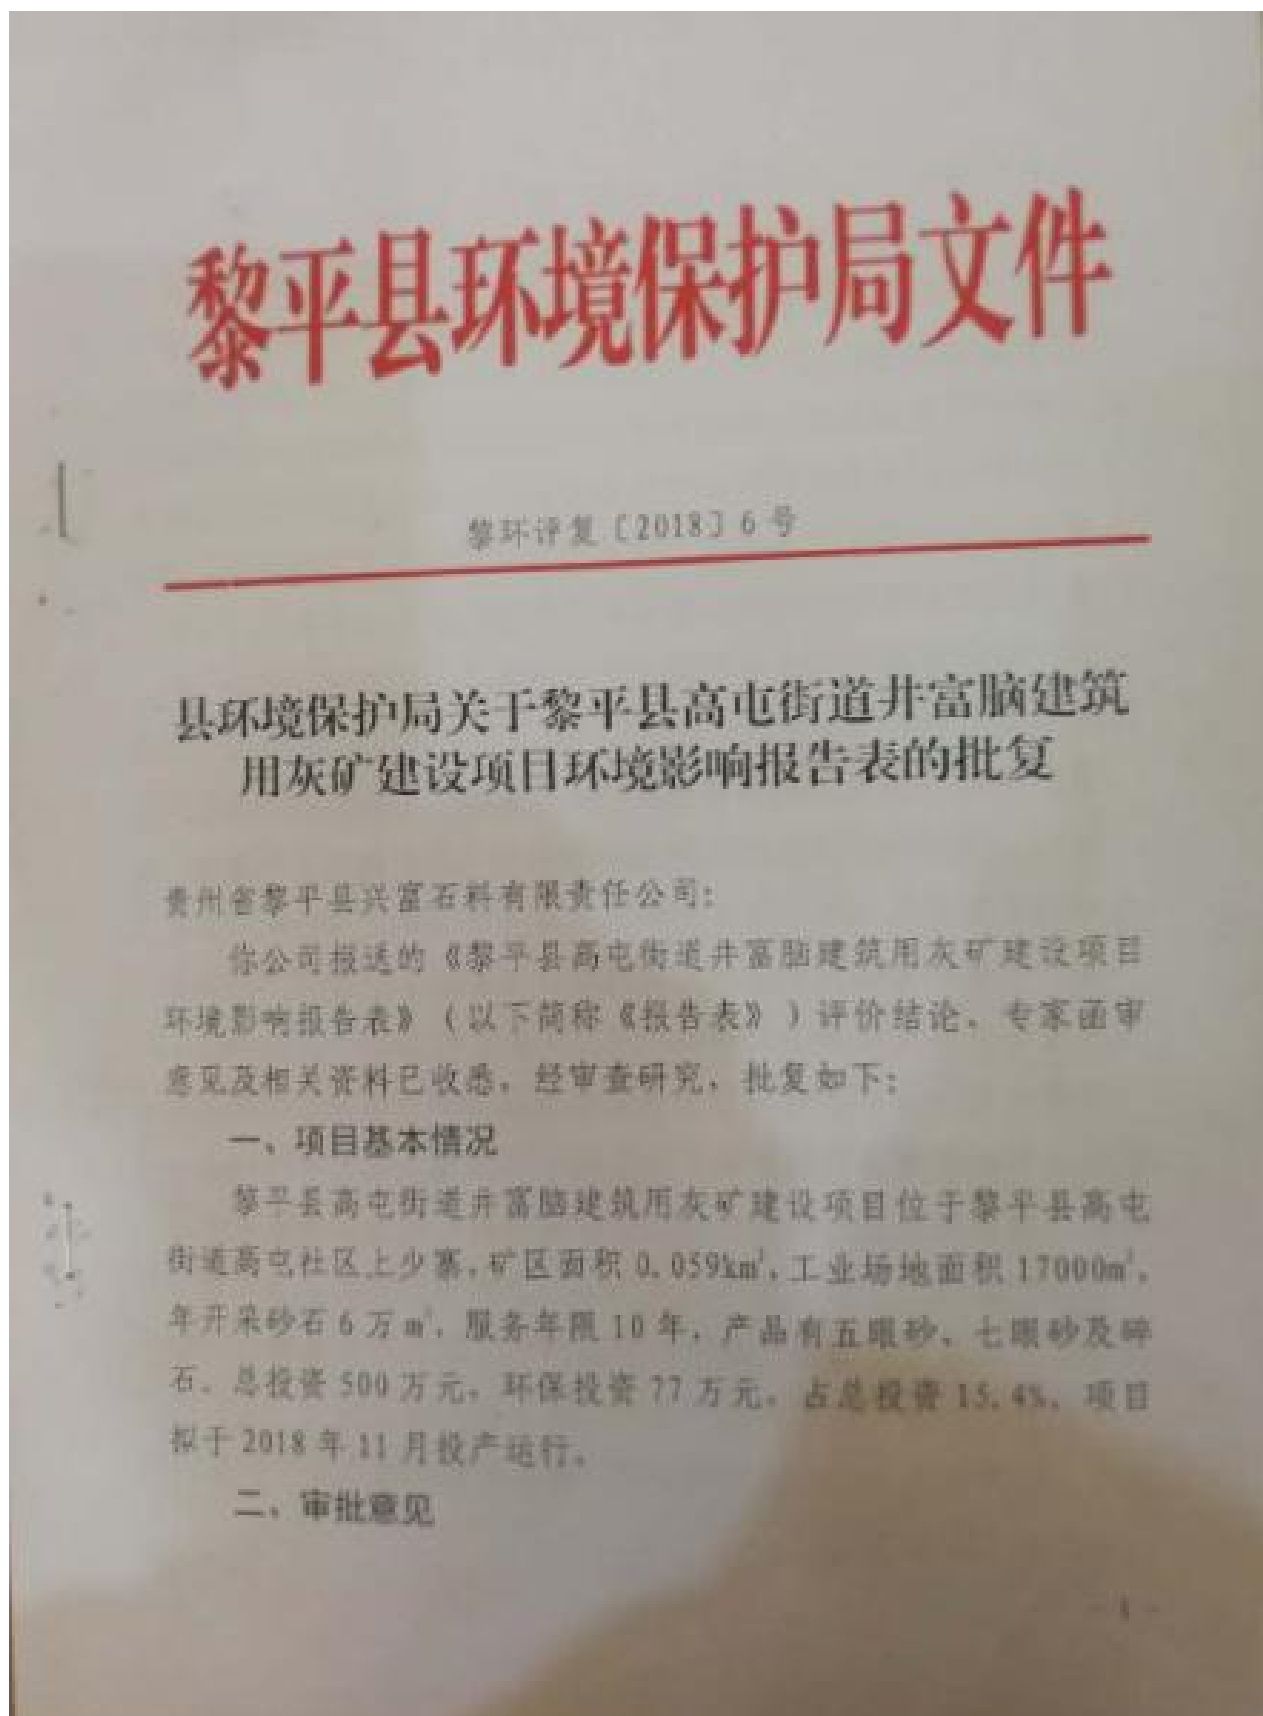 黎平县环境保护局文件
黎环评复〔2018〕6号
县环境保护局关于黎平县高屯街道井富脑建筑
用灰矿建设项目环境影响报告表的批复
贵州省黎平县兴富石料有限责任公司：
你公司报送的《黎平县高屯街道井富脑建筑用灰矿建设项目
环境影响报告表》（以下简称《报告表》）评价结论、专家函审
意见及相关资料已收悉，经审查研究，批复如下：
一、项目基本情况
黎平县高屯街道井富脑建筑用灰矿建设项目位于黎平县高屯
街道高屯社区上少寨，矿区面积0.059km²，工业场地面积17000m²，
年开采砂石6万m³，服务年限10年，产品有五眼砂、七眼砂及碎
石。总投资500万元，环保投资77万元，占总投资15.4%，项目
拟于2018年11月投产运行。
二、审批意见
- 1 -